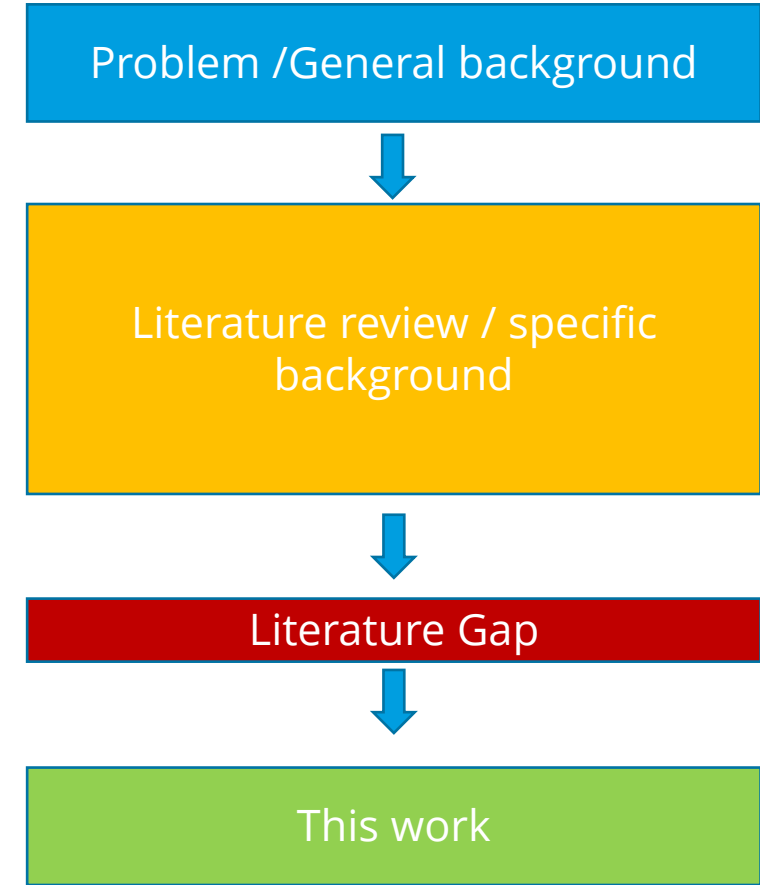 Problem /General background
Literature review / specific
background
Literature Gap
This work